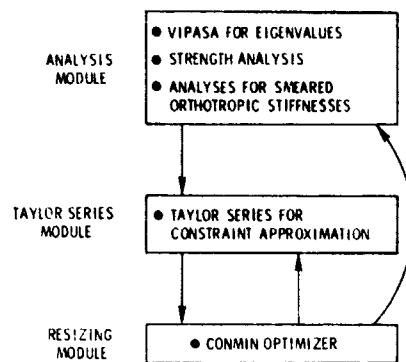 ANALYSIS
MODULE
● VIPASA FOR EIGENVALUES
● STRENGTH ANALYSIS
● ANALYSES FOR SMEARED
ORTHOTROPIC STIFFNESSES
TAYLOR SERIES
MODULE
● TAYLOR SERIES FOR
CONSTRAINT APPROXIMATION
RESIZING
MODULE
● CONMIN OPTIMIZER